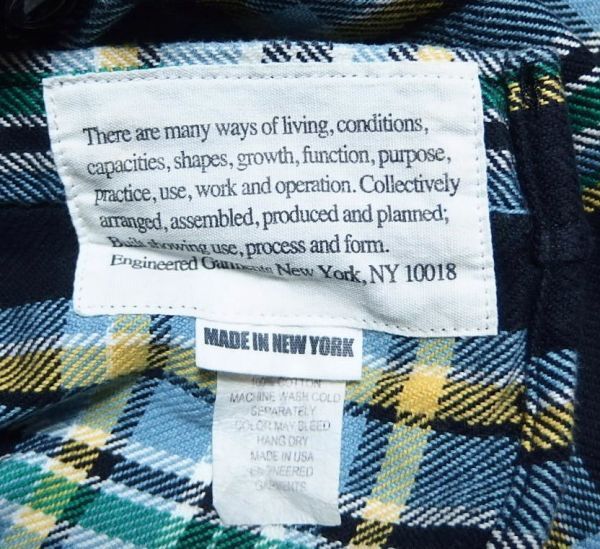 There are many ways of living, conditions,
capacities, shapes, growth, function, purpose,
practice, use, work and operation. Collectively
arranged, assembled, produced and planned;
Built showing use, process and form.
Engineered Garments New York, NY 10018
MADE IN NEW YORK
100% COTTON
MACHINE WASH COLD
SEPARATELY
COLOR MAY BLEED
HANG DRY
MADE IN USA
ENGINEERED
GARMENTS